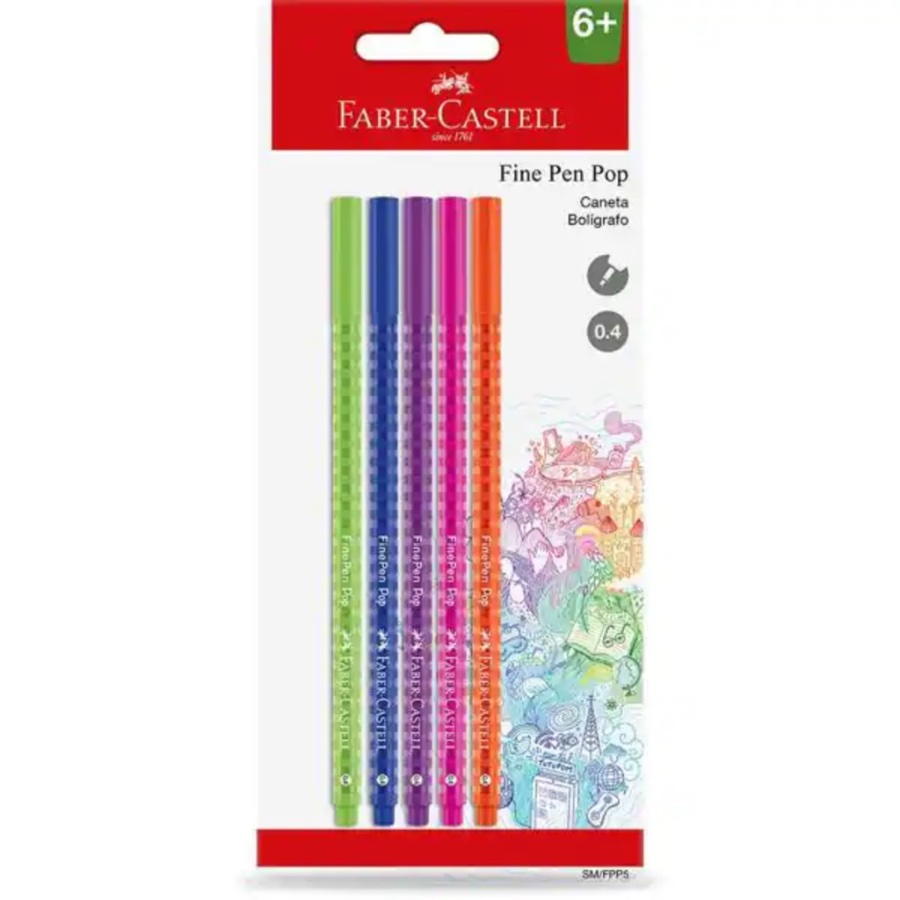 6+
FABER-CASTELL
since 1761
Fine Pen Pop
Caneta
Bolígrafo
0.4
FinePen Pop FABER-CASTELL
FinePen Pop FABER-CASTELL
FinePen Pop FABER-CASTELL
FinePen Pop FABER-CASTELL
FinePen Pop FABER-CASTELL
SM/FPP5